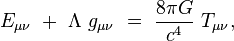 E_{μν} + Λ g_{μν} = \frac{8πG}{c^4} T_{μν},